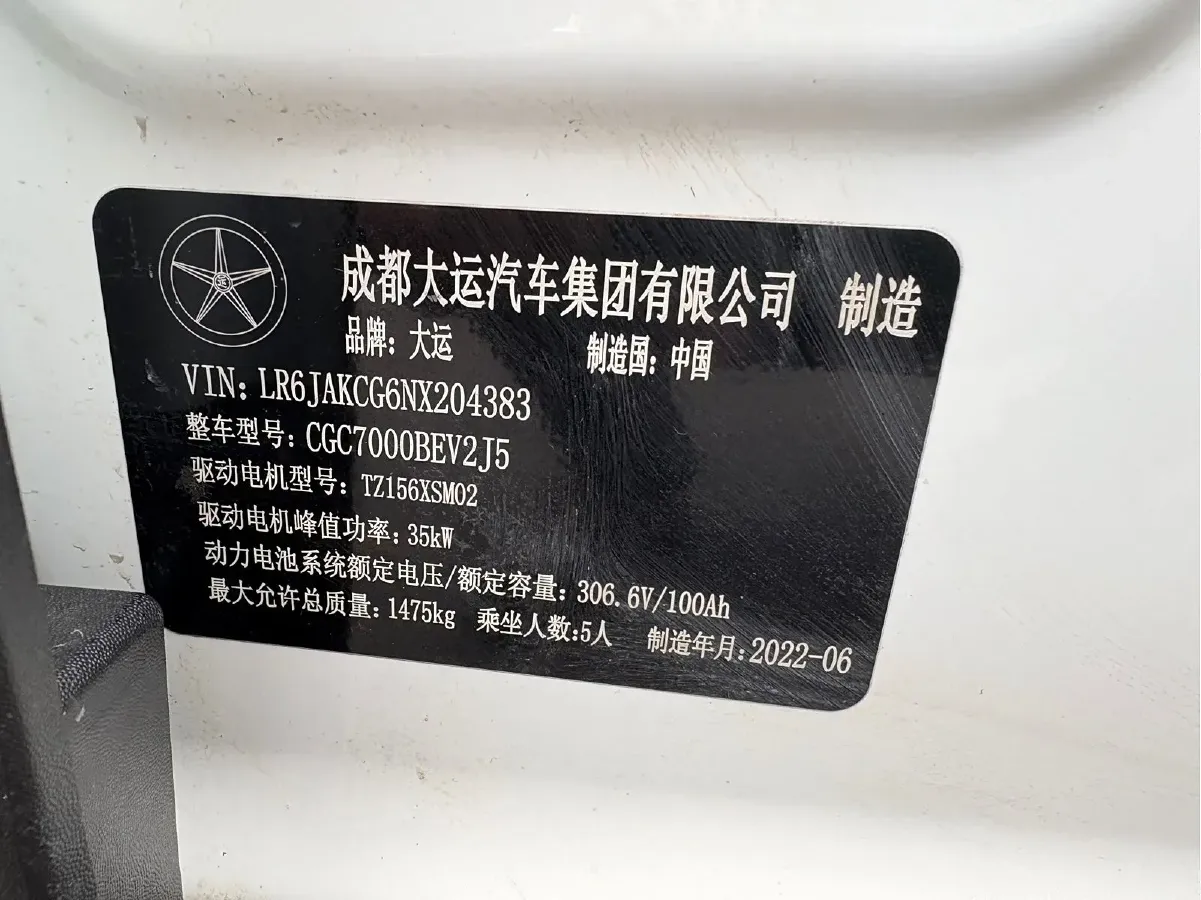 成都大运汽车集团有限公司 制造
品牌：大运 制造国：中国
VIN：LR6JAKCG6NX204383
整车型号：CGC7000BEV2J5
驱动电机型号：TZ156XSM02
驱动电机峰值功率：35kW
动力电池系统额定电压/额定容量：306.6V/100Ah
最大允许总质量：1475kg 乘坐人数：5人 制造年月：2022-06